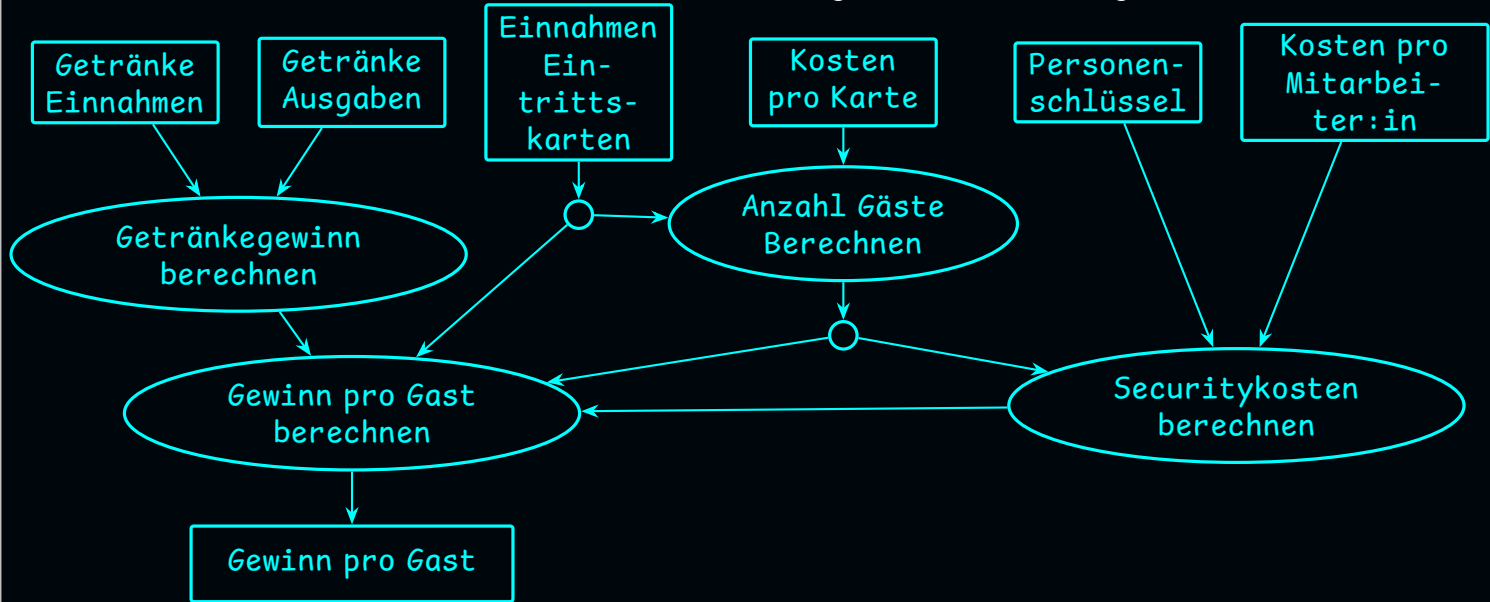 Getränke
Einnahmen
Getränke
Ausgaben
Einnahmen
Ein-
tritts-
karten
Kosten
pro Karte
Personen-
schlüssel
Kosten pro
Mitarbei-
ter:in
Getränkegewinn
berechnen
Anzahl Gäste
Berechnen
Gewinn pro Gast
berechnen
Securitykosten
berechnen
Gewinn pro Gast